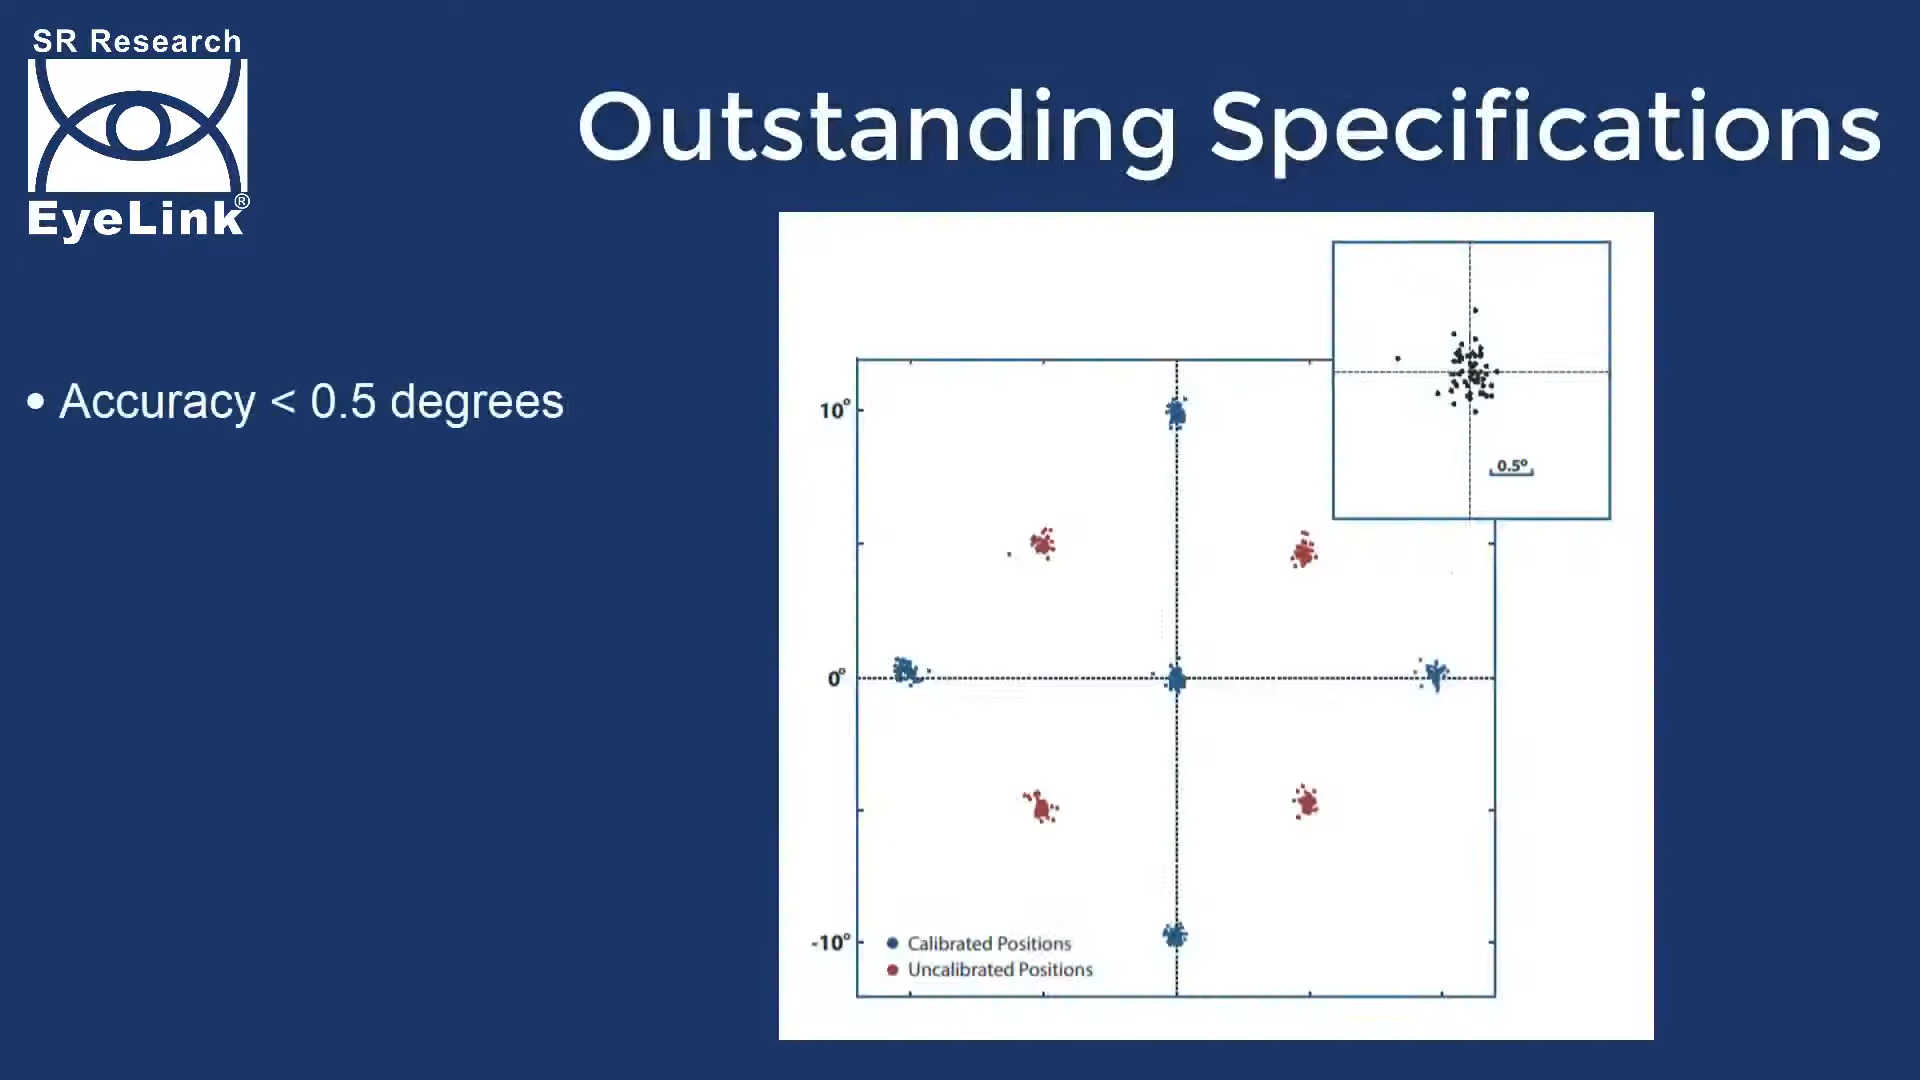 SR Research
EyeLink®
Outstanding Specifications
• Accuracy < 0.5 degrees
0.5°
10°
0°
-10°
Calibrated Positions
Uncalibrated Positions